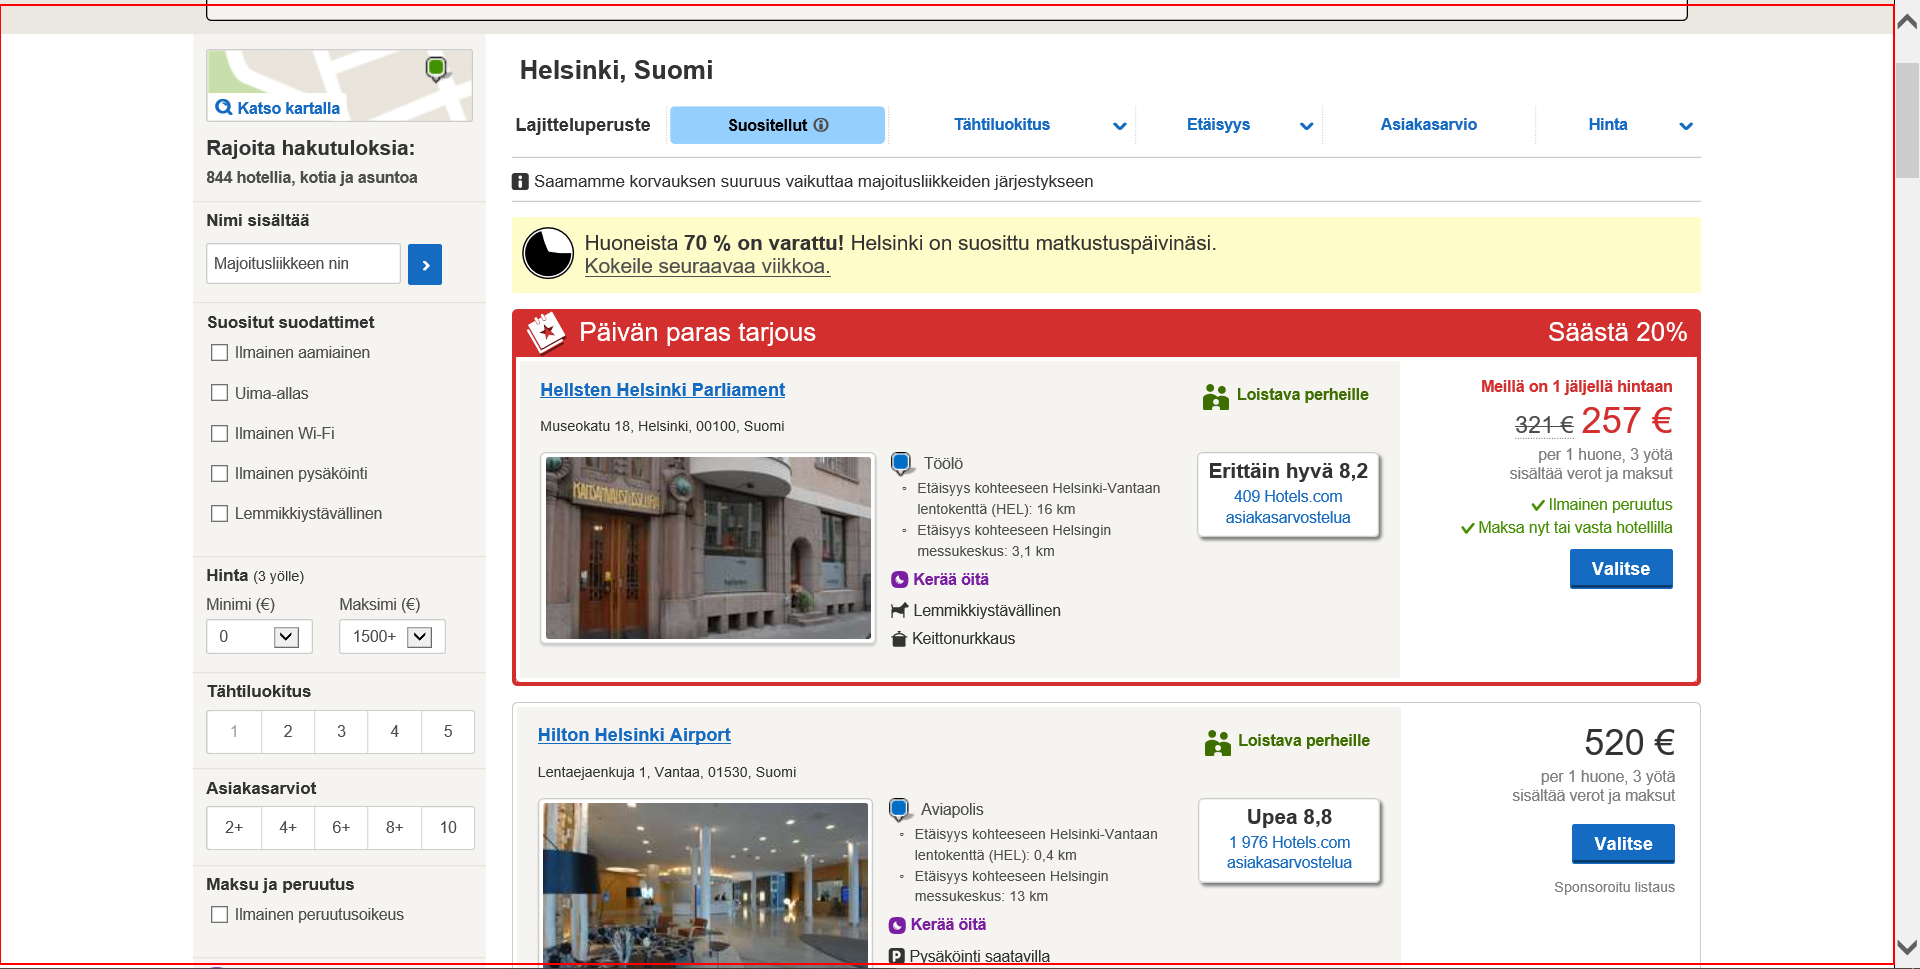 Katso kartalla
Rajoita hakutuloksia:
844 hotellia, kotia ja asuntoa
Nimi sisältää
Majoitusliikkeen nin
Suositut suodattimet
Ilmainen aamiainen
Uima-allas
Ilmainen Wi-Fi
Ilmainen pysäköinti
Lemmikkiystävällinen
Hinta (3 yölle)
Minimi (€) Maksimi (€)
0 1500+
Tähtiluokitus
1 2 3 4 5
Asiakasarviot
2+ 4+ 6+ 8+ 10
Maksu ja peruutus
Ilmainen peruutusoikeus
Helsinki, Suomi
Lajitteluperuste Suositellut Tähtiluokitus Etäisyys Asiakasarvio Hinta
Saamamme korvauksen suuruus vaikuttaa majoitusliikkeiden järjestykseen
Huoneista 70 % on varattu! Helsinki on suosittu matkustuspäivinäsi.
Kokeile seuraavaa viikkoa.
Päivän paras tarjous Säästä 20%
Hellsten Helsinki Parliament
Museokatu 18, Helsinki, 00100, Suomi
Töölö
Etäisyys kohteeseen Helsinki-Vantaan
lentokenttä (HEL): 16 km
Etäisyys kohteeseen Helsingin
messukeskus: 3,1 km
Kerää öitä
Lemmikkiystävällinen
Keittonurkkaus
Loistava perheille
Erittäin hyvä 8,2
409 Hotels.com
asiakasarvostelua
Meillä on 1 jäljellä hintaan
321 € 257 €
per 1 huone, 3 yötä
sisältää verot ja maksut
Ilmainen peruutus
Maksa nyt tai vasta hotellilla
Valitse
Hilton Helsinki Airport
Lentaejaenkuja 1, Vantaa, 01530, Suomi
Aviapolis
Etäisyys kohteeseen Helsinki-Vantaan
lentokenttä (HEL): 0,4 km
Etäisyys kohteeseen Helsingin
messukeskus: 13 km
Kerää öitä
P Pysäköinti saatavilla
Loistava perheille
Upea 8,8
1 976 Hotels.com
asiakasarvostelua
520 €
per 1 huone, 3 yötä
sisältää verot ja maksut
Valitse
Sponsoroitu listaus